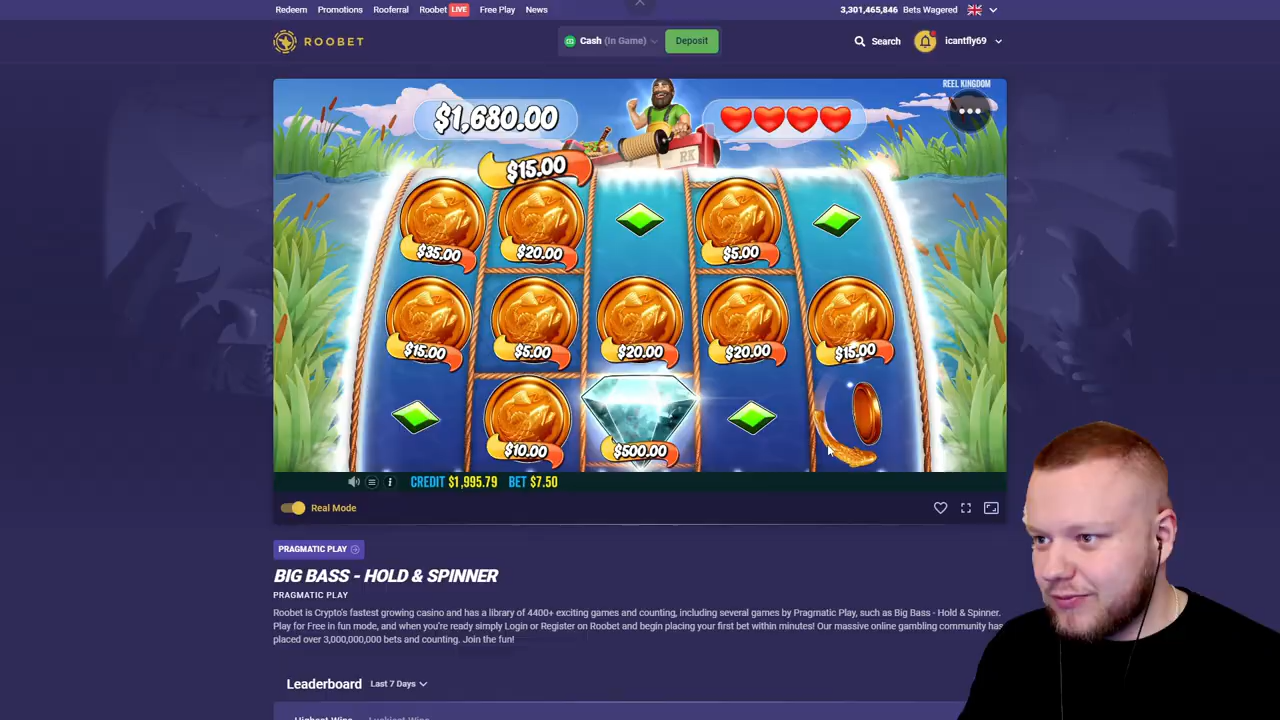 Redeem Promotions Rooferral Roobet LIVE Free Play News 3,301,465,846 Bets Wagered
ROOBET Cash (In Game) Deposit Search icantfly69
REEL KINGDOM
$1,680.00
RK
$15.00
$35.00 $20.00 $5.00
$15.00 $5.00 $20.00 $20.00 $15.00
$10.00 $500.00
CREDIT $1,995.79 BET $7.50
Real Mode
PRAGMATIC PLAY
BIG BASS - HOLD & SPINNER
PRAGMATIC PLAY
Roobet is Crypto's fastest growing casino and has a library of 4400+ exciting games and counting, including several games by Pragmatic Play, such as Big Bass - Hold & Spinner.
Play for Free in fun mode, and when you're ready simply Login or Register on Roobet and begin placing your first bet within minutes! Our massive online gambling community has
placed over 3,000,000,000 bets and counting. Join the fun!
Leaderboard Last 7 Days
Highest Wins Luckiest Wins